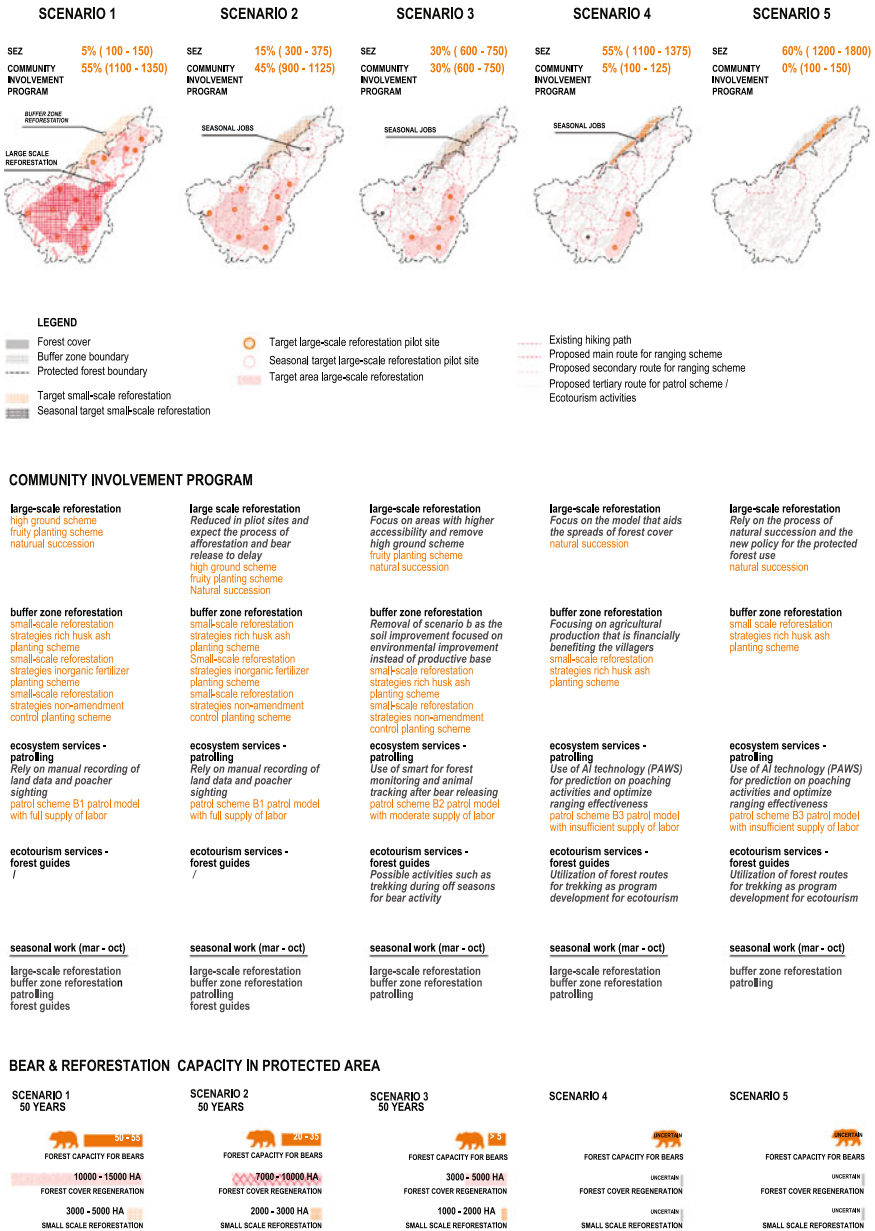 SCENARIO 1
SEZ 5% ( 100 - 150)
COMMUNITY INVOLVEMENT PROGRAM 55% (1100 - 1350)
BUFFER ZONE
REFORESTATION
LARGE SCALE
REFORESTATION
SCENARIO 2
SEZ 15% ( 300 - 375)
COMMUNITY INVOLVEMENT PROGRAM 45% (900 - 1125)
SEASONAL JOBS
SCENARIO 3
SEZ 30% ( 600 - 750)
COMMUNITY INVOLVEMENT PROGRAM 30% (600 - 750)
SEASONAL JOBS
SCENARIO 4
SEZ 55% ( 1100 - 1375)
COMMUNITY INVOLVEMENT PROGRAM 5% (100 - 125)
SEASONAL JOBS
SCENARIO 5
SEZ 60% ( 1200 - 1800)
COMMUNITY INVOLVEMENT PROGRAM 0% (100 - 150)
LEGEND
Forest cover
Buffer zone boundary
Protected forest boundary
Target small-scale reforestation
Seasonal target small-scale reforestation
Target large-scale reforestation pilot site
Seasonal target large-scale reforestation pilot site
Target area large-scale reforestation
Existing hiking path
Proposed main route for ranging scheme
Proposed secondary route for ranging scheme
Proposed tertiary route for patrol scheme /
Ecotourism activities
COMMUNITY INVOLVEMENT PROGRAM
large-scale reforestation
high ground scheme
fruity planting scheme
naturual succession
large scale reforestation
Reduced in pliot sites and
expect the process of
afforestation and bear
release to delay
high ground scheme
fruity planting scheme
Natural succession
large-scale reforestation
Focus on areas with higher
accessibility and remove
high ground scheme
fruity planting scheme
natural succession
large-scale reforestation
Focus on the model that aids
the spreads of forest cover
natural succession
large-scale reforestation
Rely on the process of
natural succession and the
new policy for the protected
forest use
natural succession
buffer zone reforestation
small-scale reforestation
strategies rich husk ash
planting scheme
small-scale reforestation
strategies inorganic fertilizer
planting scheme
small-scale reforestation
strategies non-amendment
control planting scheme
buffer zone reforestation
small-scale reforestation
strategies rich husk ash
planting scheme
Small-scale reforestation
strategies inorganic fertilizer
planting scheme
small-scale reforestation
strategies non-amendment
control planting scheme
buffer zone reforestation
Removal of scenario b as the
soil improvement focused on
environmental improvement
instead of productive base
small-scale reforestation
strategies rich husk ash
planting scheme
small-scale reforestation
strategies non-amendment
control planting scheme
buffer zone reforestation
Focusing on agricultural
production that is financially
benefiting the villagers
small-scale reforestation
strategies rich husk ash
planting scheme
buffer zone reforestation
small scale reforestation
strategies rich husk ash
planting scheme
ecosystem services -
patrolling
Rely on manual recording of
land data and poacher
sighting
patrol scheme B1 patrol model
with full supply of labor
ecosystem services -
patrolling
Rely on manual recording of
land data and poacher
sighting
patrol scheme B1 patrol model
with full supply of labor
ecosystem services -
patrolling
Use of smart for forest
monitoring and animal
tracking after bear releasing
patrol scheme B2 patrol model
with moderate supply of labor
ecosystem services -
patrolling
Use of AI technology (PAWS)
for prediction on poaching
activities and optimize
ranging effectiveness
patrol scheme B3 patrol model
with insufficient supply of labor
ecosystem services -
patrolling
Use of AI technology (PAWS)
for prediction on poaching
activities and optimize
ranging effectiveness
patrol scheme B3 patrol model
with insufficient supply of labor
ecotourism services -
forest guides
/
ecotourism services -
forest guides
/
ecotourism services -
forest guides
Possible activities such as
trekking during off seasons
for bear activity
ecotourism services -
forest guides
Utilization of forest routes
for trekking as program
development for ecotourism
ecotourism services -
forest guides
Utilization of forest routes
for trekking as program
development for ecotourism
seasonal work (mar - oct)
large-scale reforestation
buffer zone reforestation
patrolling
forest guides
seasonal work (mar - oct)
large-scale reforestation
buffer zone reforestation
patrolling
forest guides
seasonal work (mar - oct)
large-scale reforestation
buffer zone reforestation
patrolling
seasonal work (mar - oct)
large-scale reforestation
buffer zone reforestation
patrolling
seasonal work (mar - oct)
buffer zone reforestation
patrolling
BEAR & REFORESTATION CAPACITY IN PROTECTED AREA
SCENARIO 1
50 YEARS
50 - 55
FOREST CAPACITY FOR BEARS
10000 - 15000 HA
FOREST COVER REGENERATION
3000 - 5000 HA
SMALL SCALE REFORESTATION
SCENARIO 2
50 YEARS
20 - 35
FOREST CAPACITY FOR BEARS
7000 - 10000 HA
FOREST COVER REGENERATION
2000 - 3000 HA
SMALL SCALE REFORESTATION
SCENARIO 3
50 YEARS
> 5
FOREST CAPACITY FOR BEARS
3000 - 5000 HA
FOREST COVER REGENERATION
1000 - 2000 HA
SMALL SCALE REFORESTATION
SCENARIO 4
UNCERTAIN
FOREST CAPACITY FOR BEARS
UNCERTAIN
FOREST COVER REGENERATION
UNCERTAIN
SMALL SCALE REFORESTATION
SCENARIO 5
UNCERTAIN
FOREST CAPACITY FOR BEARS
UNCERTAIN
FOREST COVER REGENERATION
UNCERTAIN
SMALL SCALE REFORESTATION